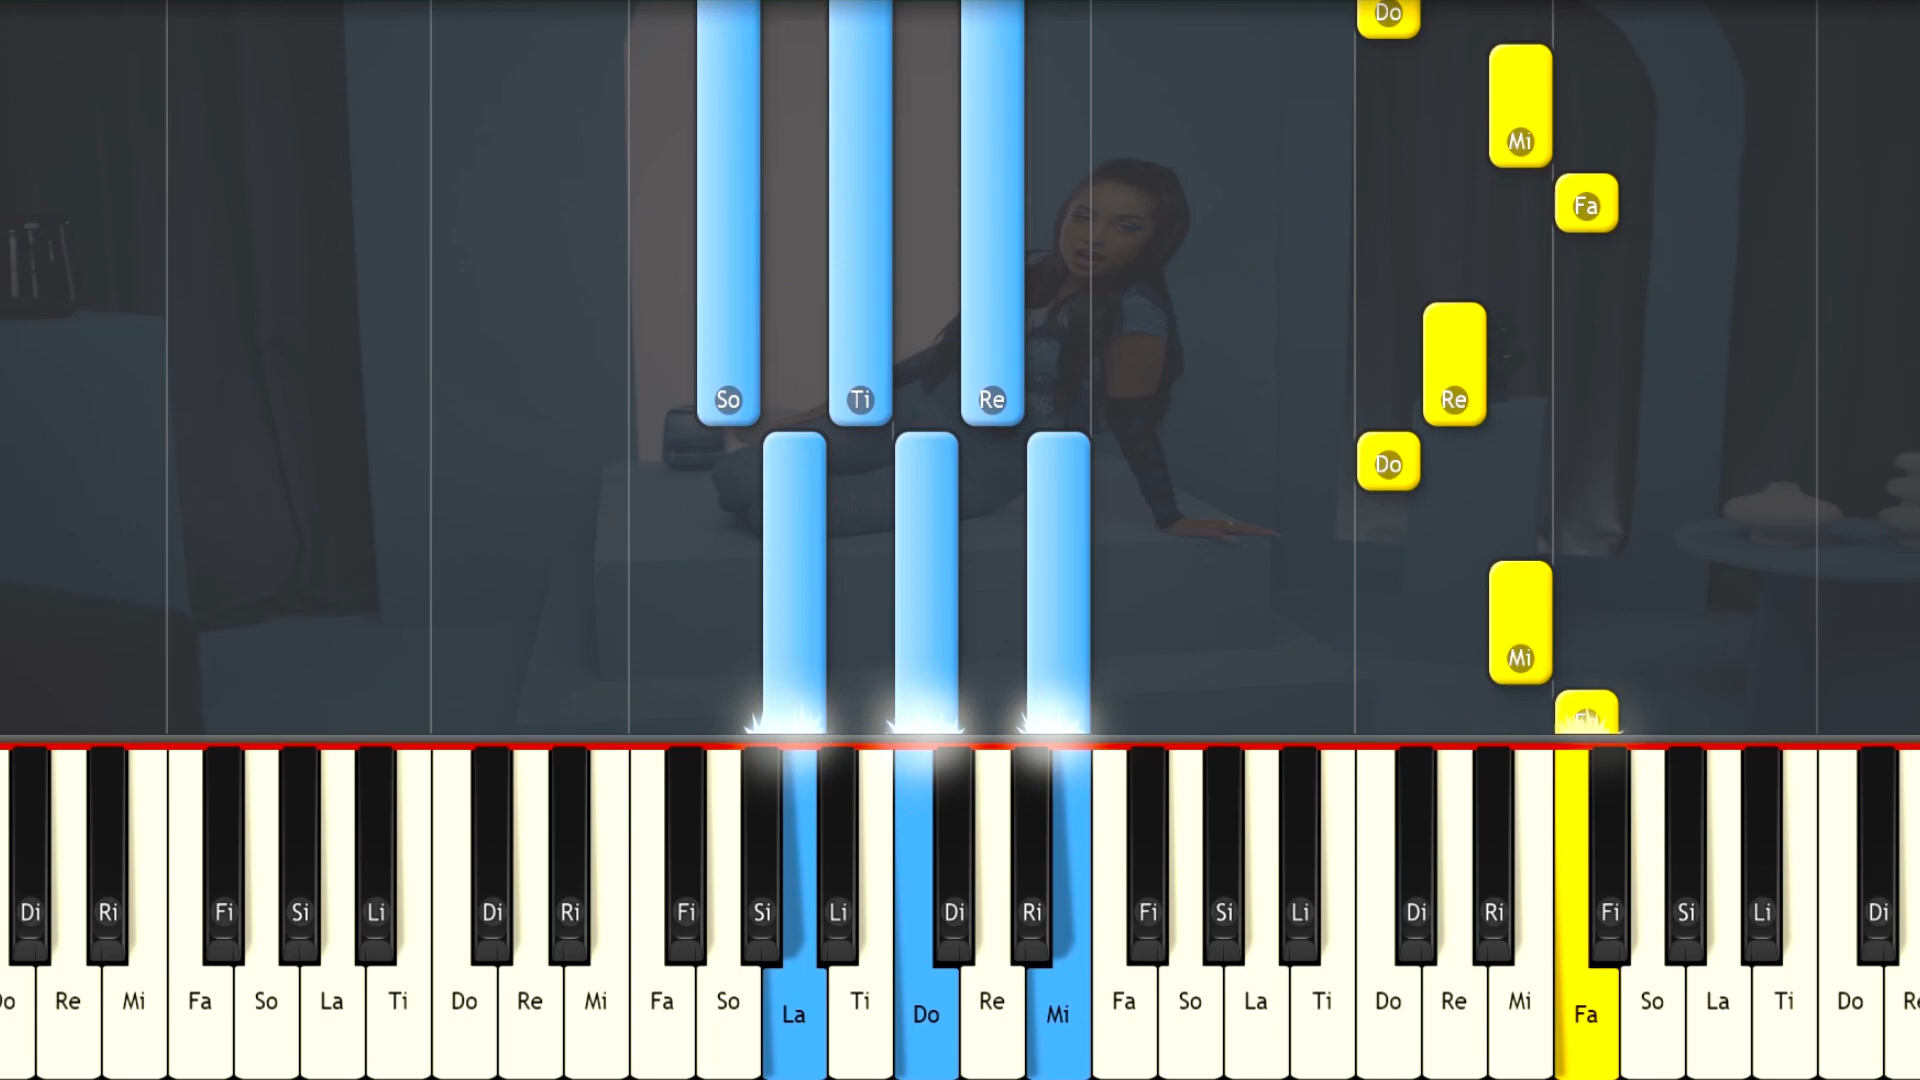 Do
Mi
Fa
So Ti Re Re
Do
Mi
Di Ri Fi Si Li Di Ri Fi Si Li Di Ri Fi Si Li Di Ri Fi Si Li Di
Do Re Mi Fa So La Ti Do Re Mi Fa So La Ti Do Re Mi Fa So La Ti Do Re Mi Fa So La Ti Do Re